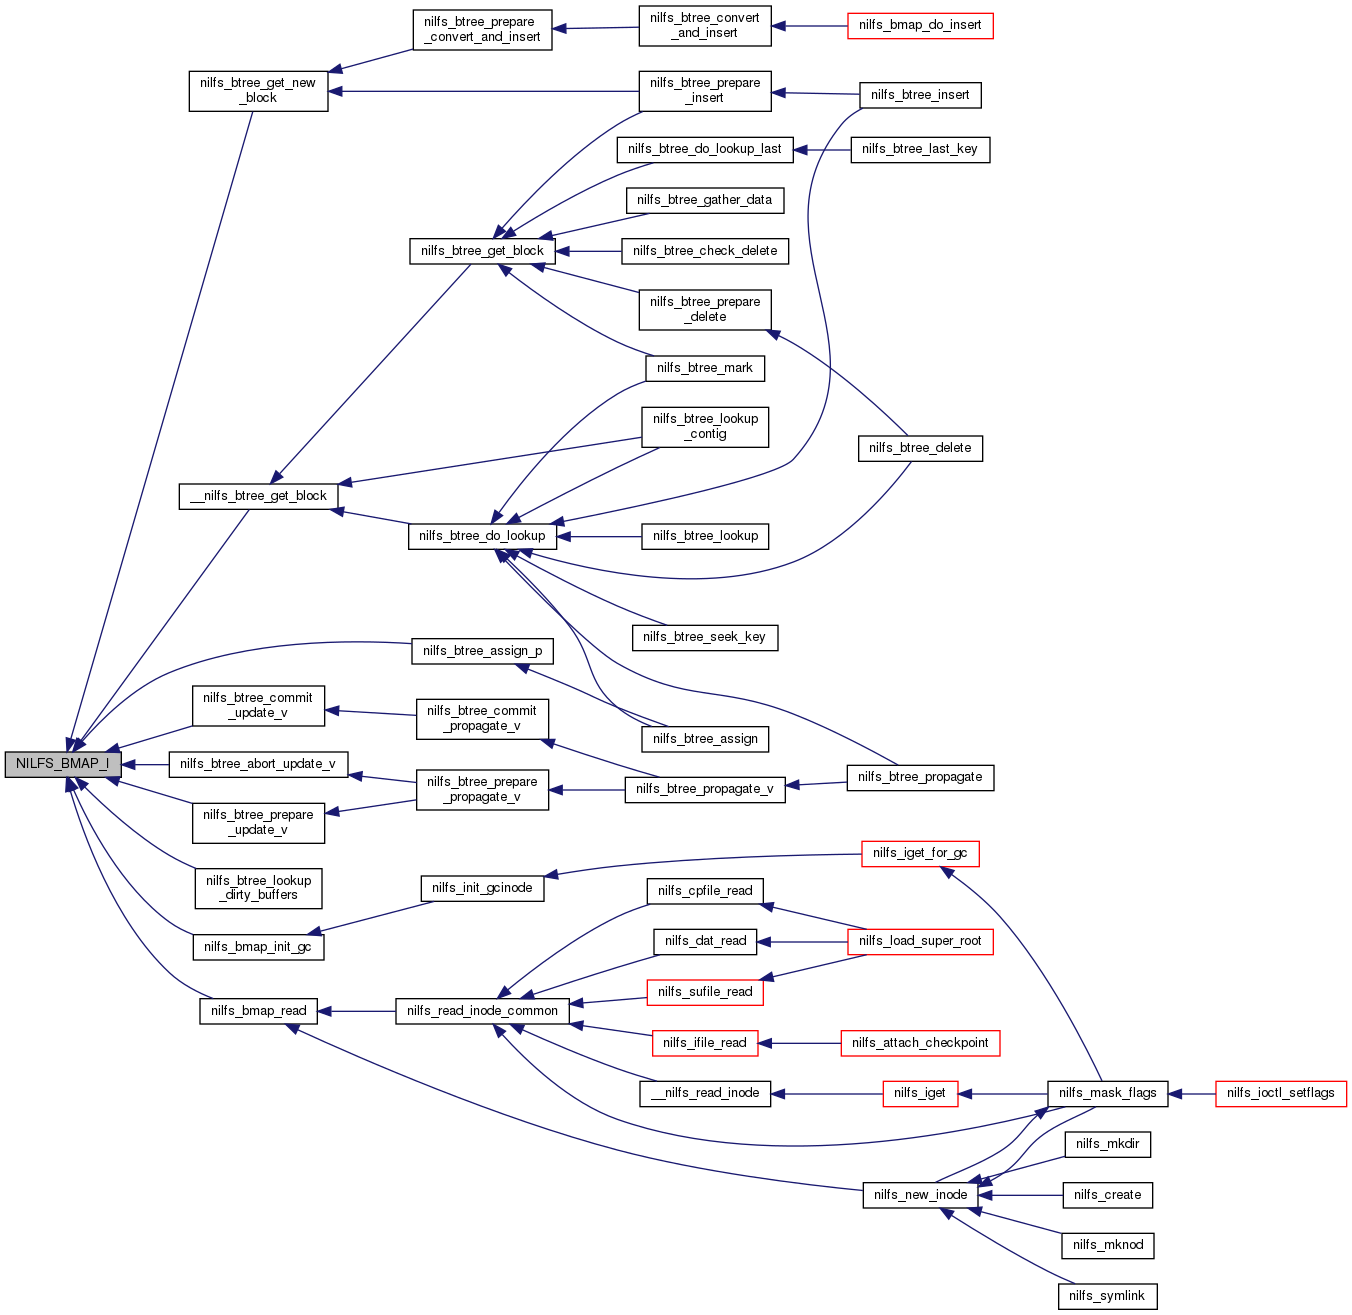 nilfs_btree_prepare
_convert_and_insert
nilfs_btree_convert
_and_insert
nilfs_bmap_do_insert
nilfs_btree_get_new
_block
nilfs_btree_prepare
_insert
nilfs_btree_insert
nilfs_btree_do_lookup_last
nilfs_btree_last_key
nilfs_btree_gather_data
nilfs_btree_get_block
nilfs_btree_check_delete
nilfs_btree_prepare
_delete
nilfs_btree_mark
nilfs_btree_lookup
_contig
nilfs_btree_delete
__nilfs_btree_get_block
nilfs_btree_do_lookup
nilfs_btree_lookup
nilfs_btree_seek_key
nilfs_btree_assign_p
nilfs_btree_commit
_update_v
nilfs_btree_commit
_propagate_v
nilfs_btree_assign
NILFS_BMAP_I
nilfs_btree_abort_update_v
nilfs_btree_prepare
_propagate_v
nilfs_btree_propagate_v
nilfs_btree_propagate
nilfs_btree_prepare
_update_v
nilfs_iget_for_gc
nilfs_btree_lookup
_dirty_buffers
nilfs_init_gcinode
nilfs_cpfile_read
nilfs_bmap_init_gc
nilfs_dat_read
nilfs_load_super_root
nilfs_sufile_read
nilfs_bmap_read
nilfs_read_inode_common
nilfs_ifile_read
nilfs_attach_checkpoint
__nilfs_read_inode
nilfs_iget
nilfs_mask_flags
nilfs_ioctl_setflags
nilfs_mkdir
nilfs_new_inode
nilfs_create
nilfs_mknod
nilfs_symlink